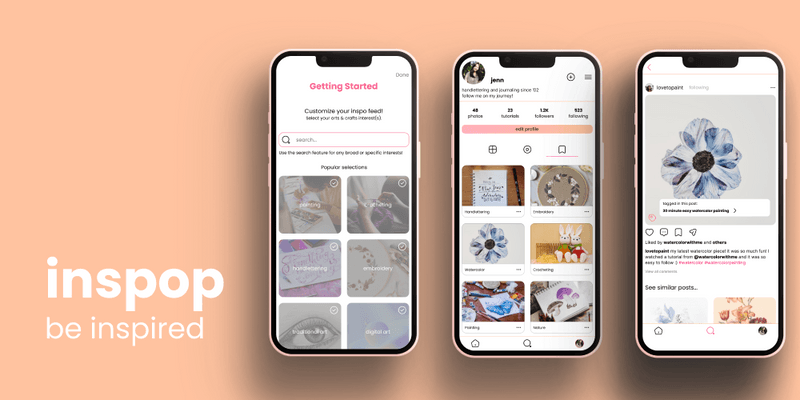 inspop
be inspired
Done
Getting Started
Customize your inspo feed!
Select your arts & crafts interest(s)
search...
Use the search feature for any broad or specific interests!
Popular selections
painting
handlettering
embroidery
traditional art
digital art
jenn
handlettering and journaling since '02
follow me on my journey!
48 23 1.2K 523
photos tutorials followers following
edit profile
Handlettering
Embroidery
Watercolor
Crocheting
Painting
Nature
lovetopaint following
tagged in this post:
30 minute easy watercolor painting
Liked by watercolorwithme and others
lovetopaint my latest watercolor piece! it was so much fun! I
watched a tutorial from @watercolorwithme and it was so
easy to follow :) #watercolor #watercolorpainting
View all comments
See similar posts...